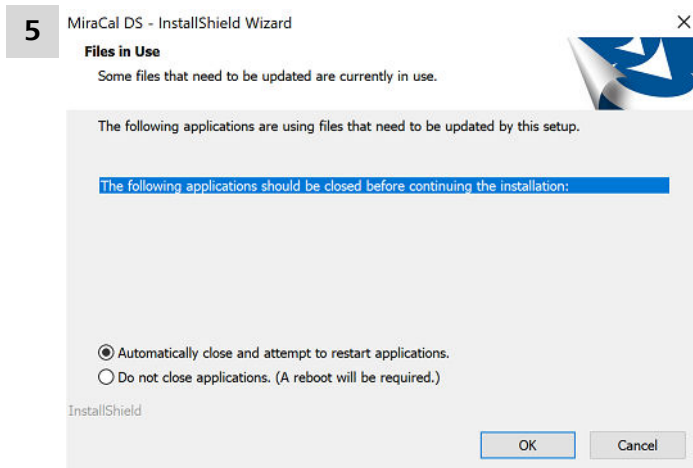 5
MiraCal DS - InstallShield Wizard
Files in Use
Some files that need to be updated are currently in use.
The following applications are using files that need to be updated by this setup.
The following applications should be closed before continuing the installation:
Automatically close and attempt to restart applications.
Do not close applications. (A reboot will be required.)
InstallShield
OK
Cancel